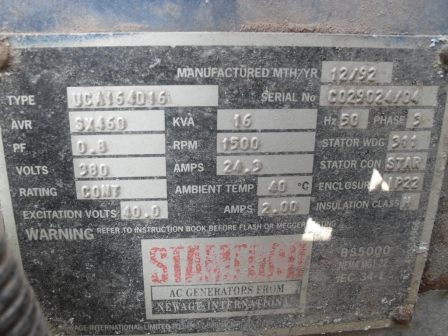 MANUFACTURED MTH/YR 12/92
TYPE UCA164D16 SERIAL No C029024/04
AVR SX460 KVA 16 Hz 50 PHASE 3
PF 0.8 RPM 1500 STATOR WDG 311
VOLTS 380 AMPS 24.3 STATOR CON STAR
RATING CONT AMBIENT TEMP 40 °C ENCLOSURE IP22
EXCITATION VOLTS 40.0 AMPS 2.00 INSULATION CLASS H
WARNING REFER TO INSTRUCTION BOOK BEFORE FLASH OR MEGGER
STAMFORD
AC GENERATORS FROM
NEWAGE INTERNATIONAL
BS5000
NEWAGE INTERNATIONAL LIMITED